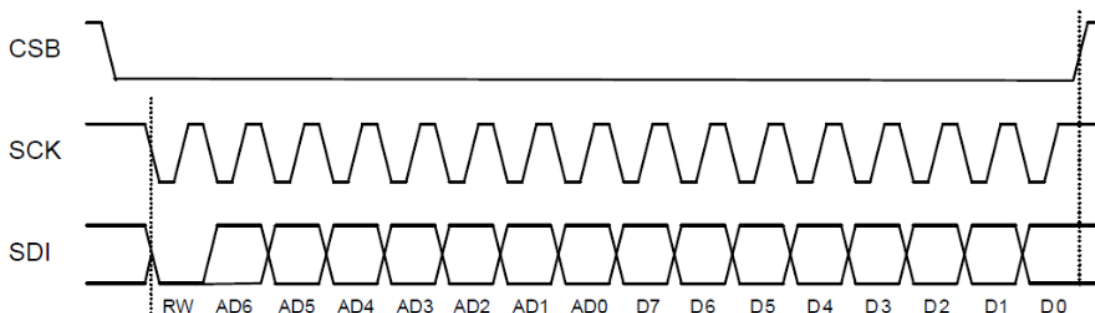 CSB
SCK
SDI
RW AD6 AD5 AD4 AD3 AD2 AD1 AD0 D7 D6 D5 D4 D3 D2 D1 D0